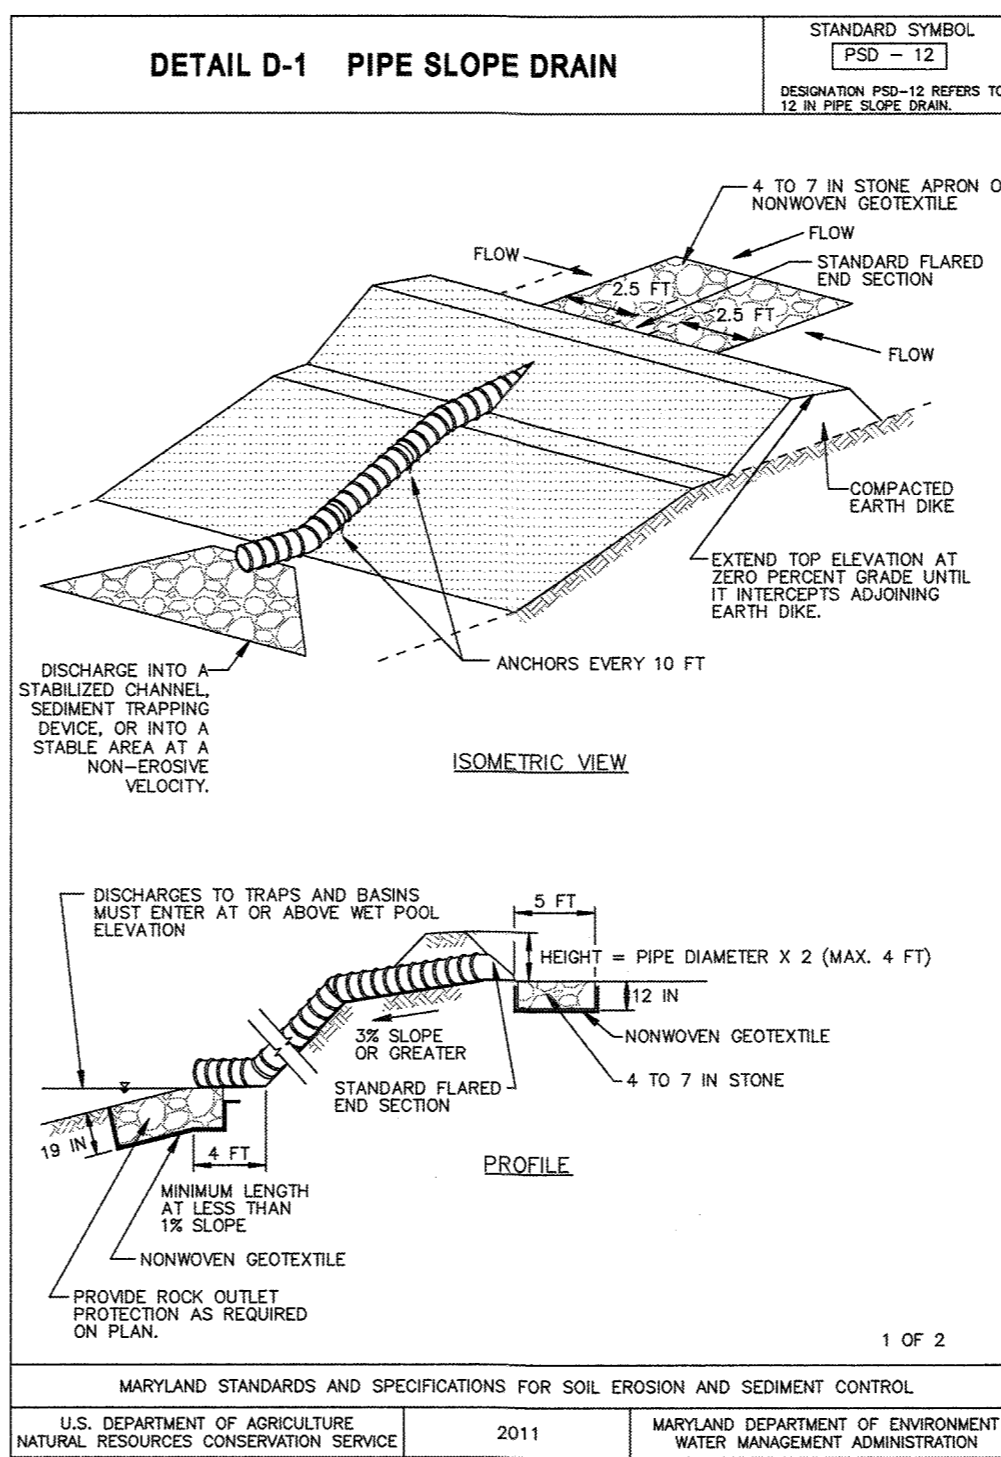 DETAIL D-1 PIPE SLOPE DRAIN
STANDARD SYMBOL
PSD - 12
DESIGNATION PSD-12 REFERS TO
12 IN PIPE SLOPE DRAIN.
4 TO 7 IN STONE APRON
NONWOVEN GEOTEXTILE
FLOW
FLOW
STANDARD FLARED
END SECTION
2.5 FT
2.5 FT
FLOW
COMPACTED
EARTH DIKE
EXTEND TOP ELEVATION AT
ZERO PERCENT GRADE UNTIL
IT INTERCEPTS ADJOINING
EARTH DIKE.
ANCHORS EVERY 10 FT
DISCHARGE INTO A
STABILIZED CHANNEL,
SEDIMENT TRAPPING
DEVICE, OR INTO A
STABLE AREA AT A
NON-EROSIVE
VELOCITY.
ISOMETRIC VIEW
DISCHARGES TO TRAPS AND BASINS
MUST ENTER AT OR ABOVE WET POOL
ELEVATION
5 FT
HEIGHT = PIPE DIAMETER X 2 (MAX. 4 FT)
12 IN
NONWOVEN GEOTEXTILE
3% SLOPE
OR GREATER
4 TO 7 IN STONE
STANDARD FLARED
END SECTION
19 IN
4 FT
PROFILE
MINIMUM LENGTH
AT LESS THAN
1% SLOPE
NONWOVEN GEOTEXTILE
PROVIDE ROCK OUTLET
PROTECTION AS REQUIRED
ON PLAN.
1 OF 2
MARYLAND STANDARDS AND SPECIFICATIONS FOR SOIL EROSION AND SEDIMENT CONTROL
U.S. DEPARTMENT OF AGRICULTURE
NATURAL RESOURCES CONSERVATION SERVICE
2011
MARYLAND DEPARTMENT OF ENVIRONMENT
WATER MANAGEMENT ADMINISTRATION